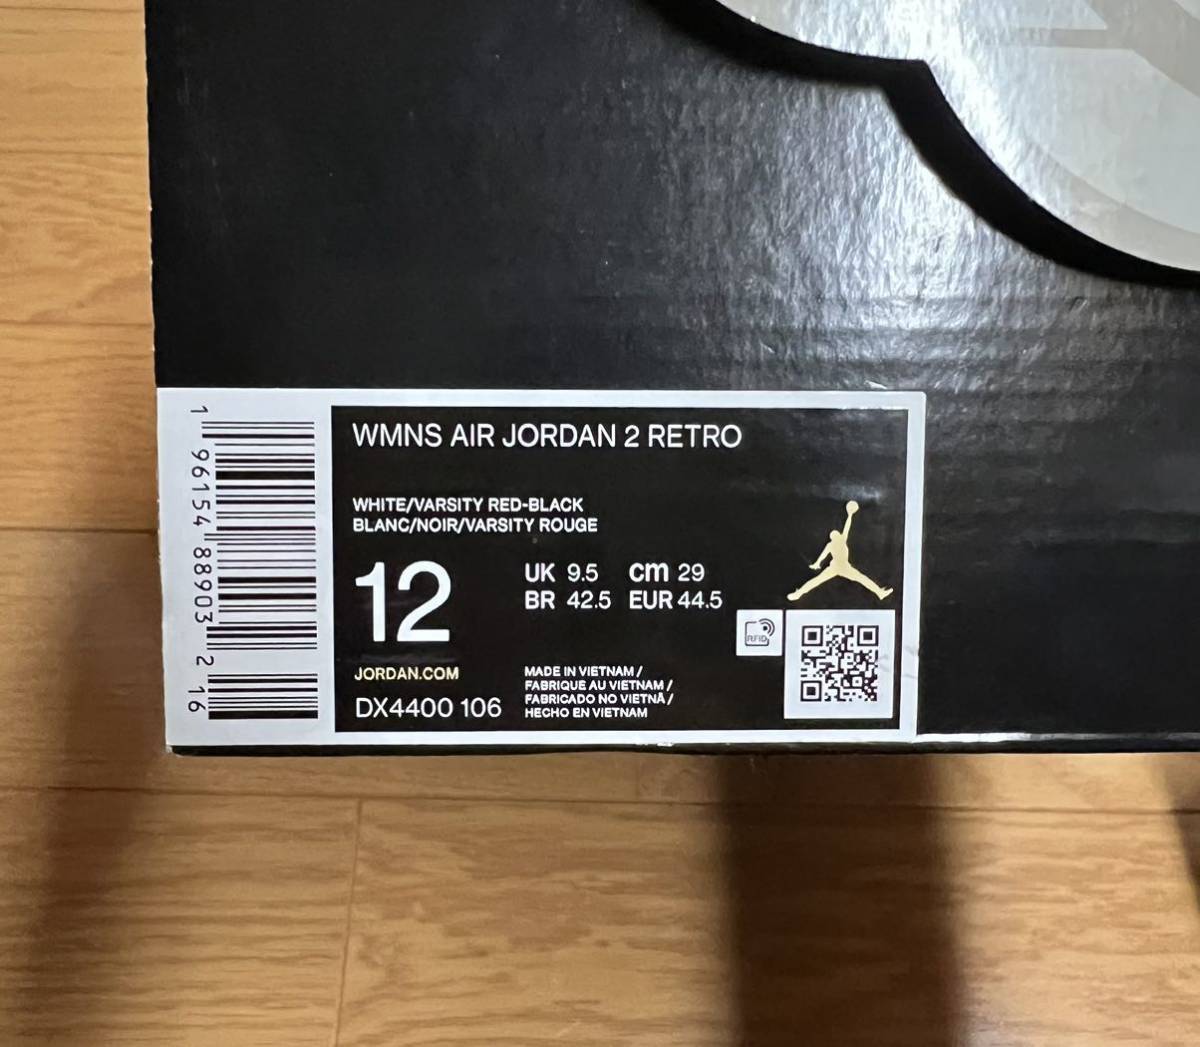 WMNS AIR JORDAN 2 RETRO
WHITE/VARSITY RED-BLACK
BLANC/NOIR/VARSITY ROUGE
12
UK 9.5 cm 29
BR 42.5 EUR 44.5
JORDAN.COM
DX4400 106
MADE IN VIETNAM /
FABRIQUE AU VIETNAM /
FABRICADO NO VIETNÃ /
HECHO EN VIETNAM
RFID
1 96154 88903 2 16